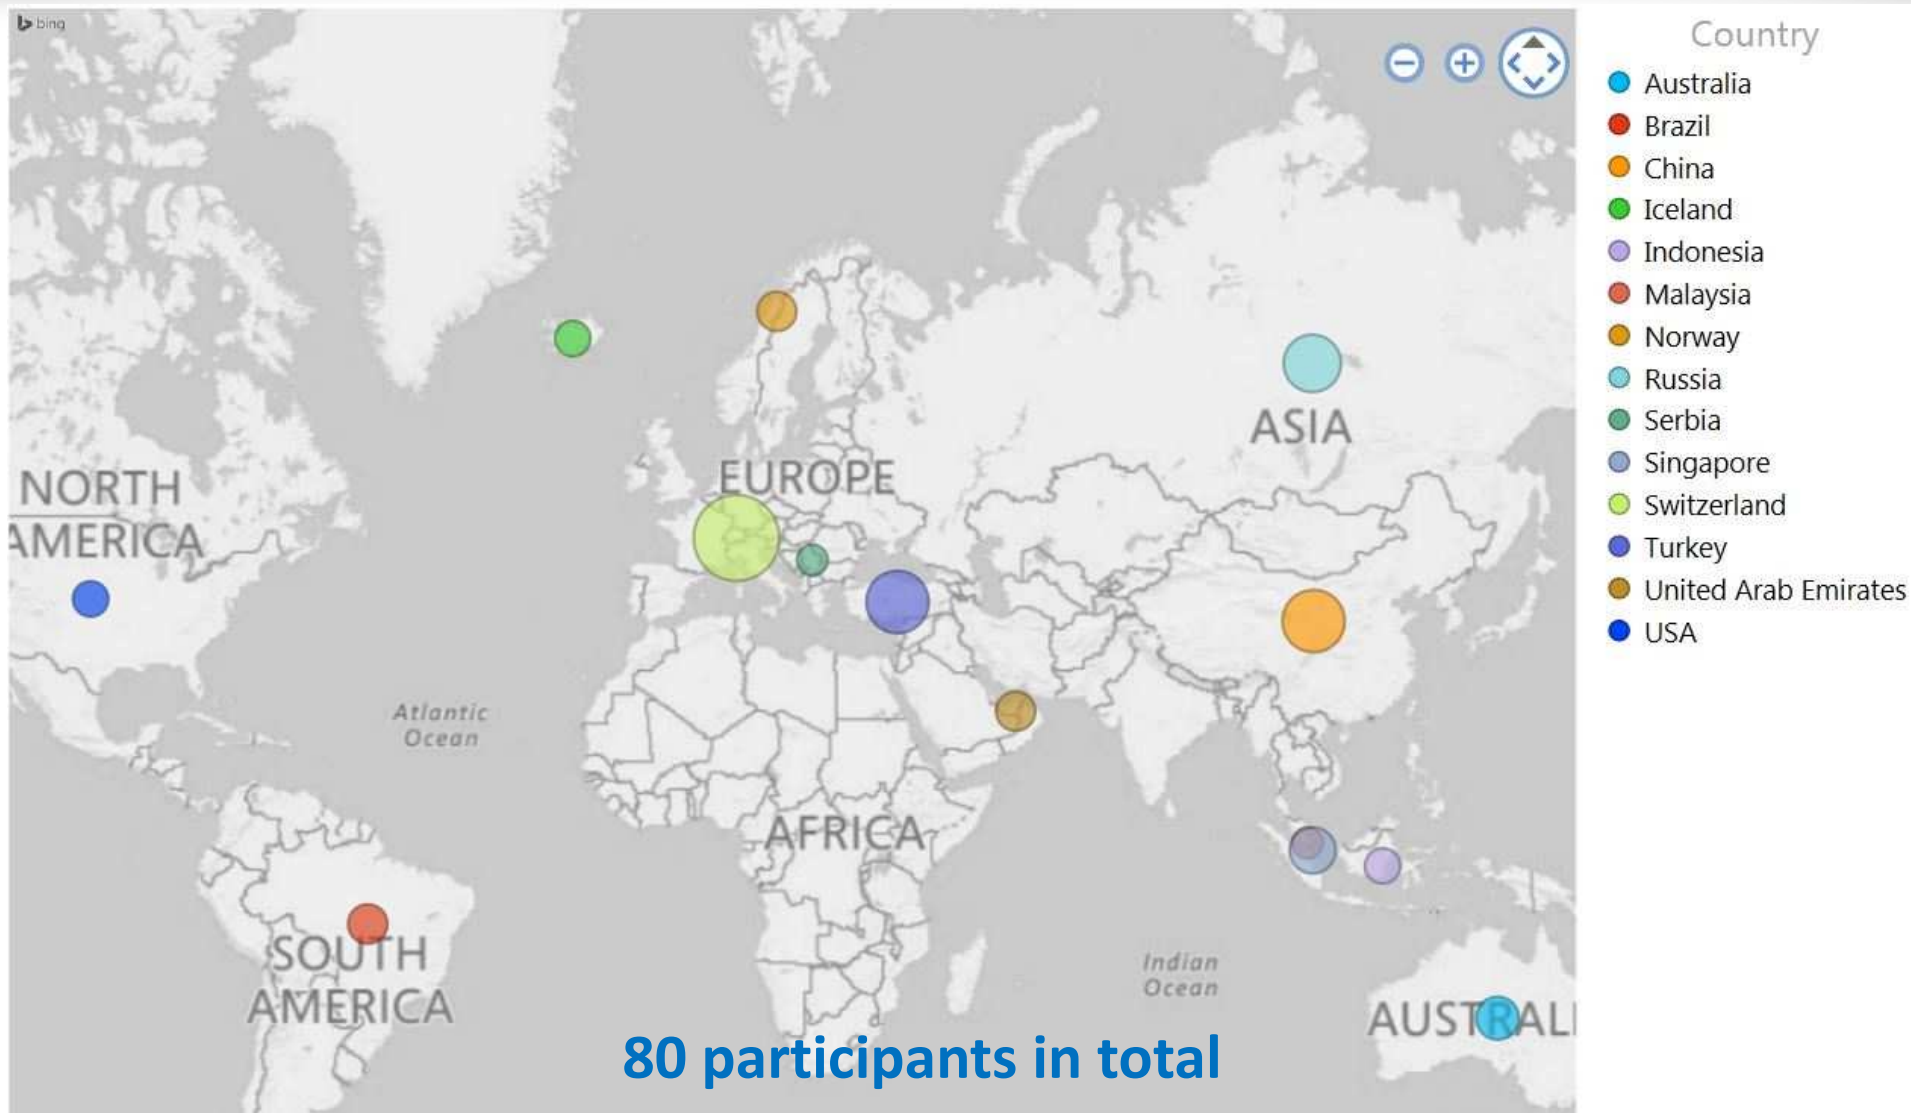 bing
NORTH
AMERICA
EUROPE
ASIA
Atlantic
Ocean
AFRICA
SOUTH
AMERICA
Indian
Ocean
AUSTRALI
80 participants in total
Country
Australia
Brazil
China
Iceland
Indonesia
Malaysia
Norway
Russia
Serbia
Singapore
Switzerland
Turkey
United Arab Emirates
USA